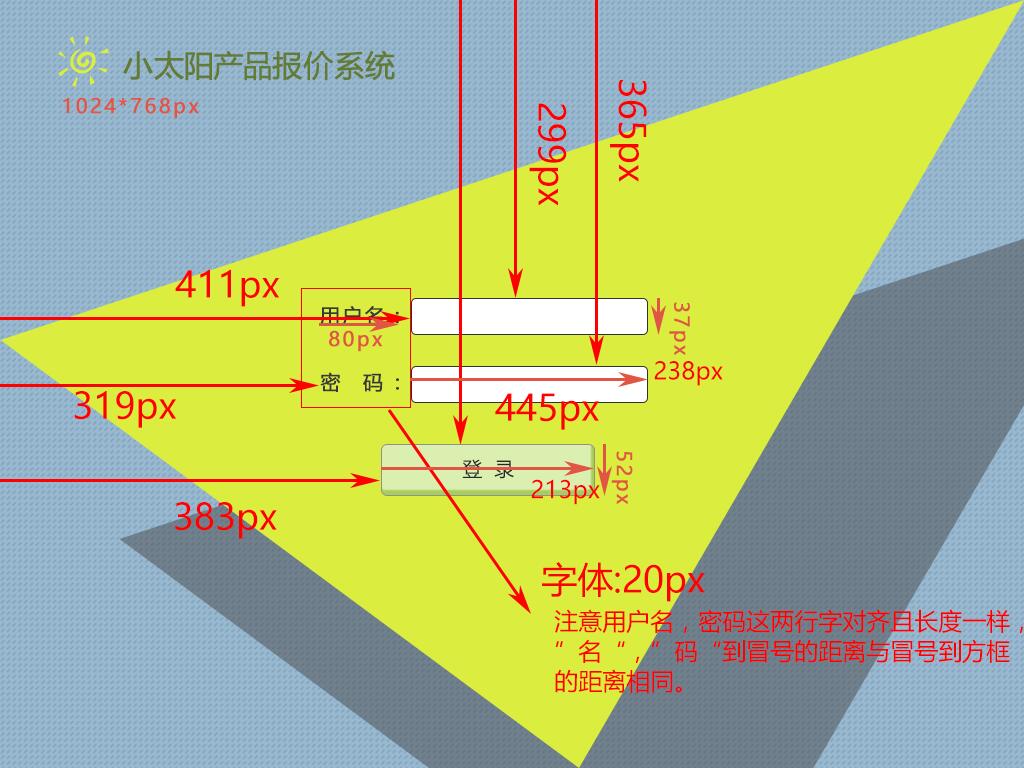 小太阳产品报价系统
1024*768px
299px
365px
411px
用户名：
80px
37px
密 码：
238px
319px
445px
登 录
213px
52px
383px
字体:20px
注意用户名，密码这两行字对齐且长度一样，
”名“，”码“到冒号的距离与冒号到方框
的距离相同。